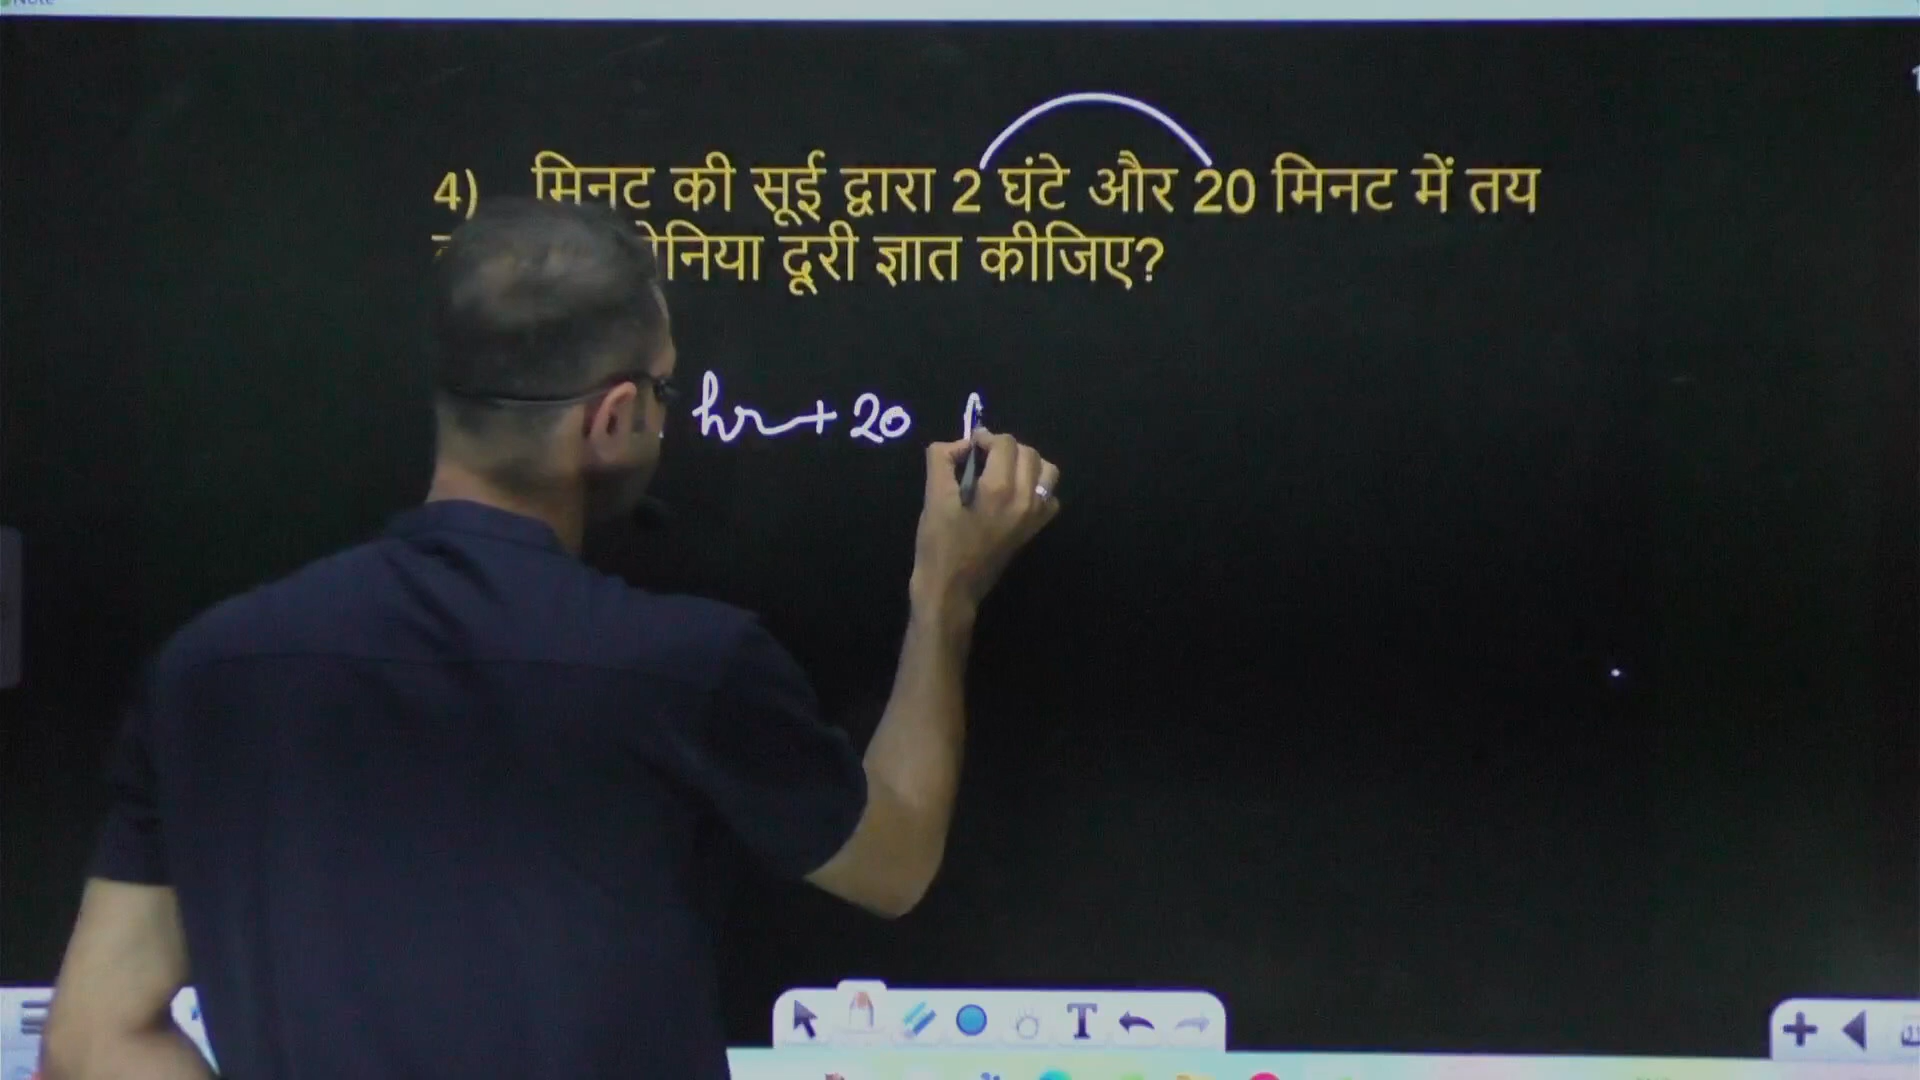 4) मिनट की सूई द्वारा 2 घंटे और 20 मिनट में तय
दूरी ज्ञात कीजिए?
hr + 20
T